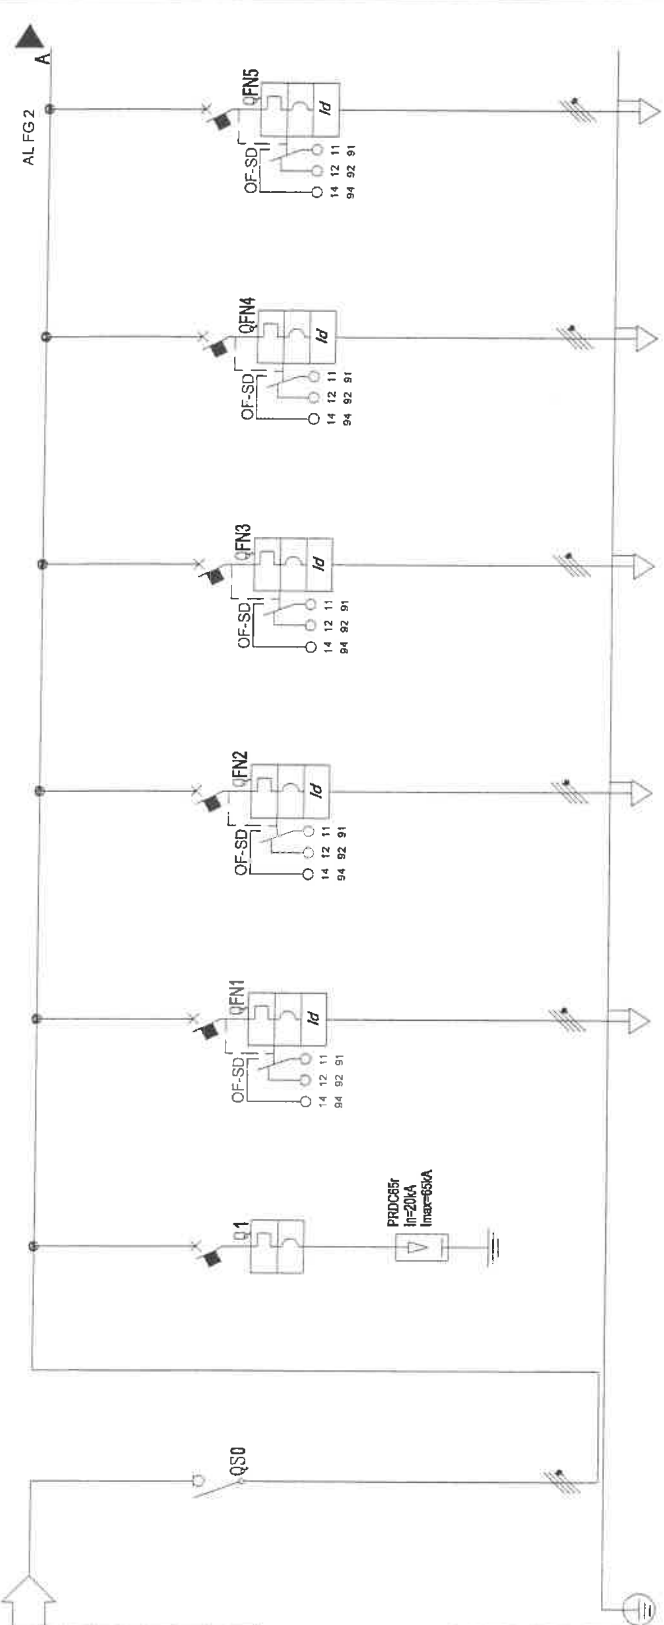 A
AL FG 2
QFN5
Id
OF-SD
11 91
12 92
14 94
QFN4
Id
OF-SD
11 91
12 92
14 94
QFN3
Id
OF-SD
11 91
12 92
14 94
QFN2
Id
OF-SD
11 91
12 92
14 94
QFN1
Id
OF-SD
11 91
12 92
14 94
Q1
PRDC65r
In=20kA
Imax=65kA
QS0